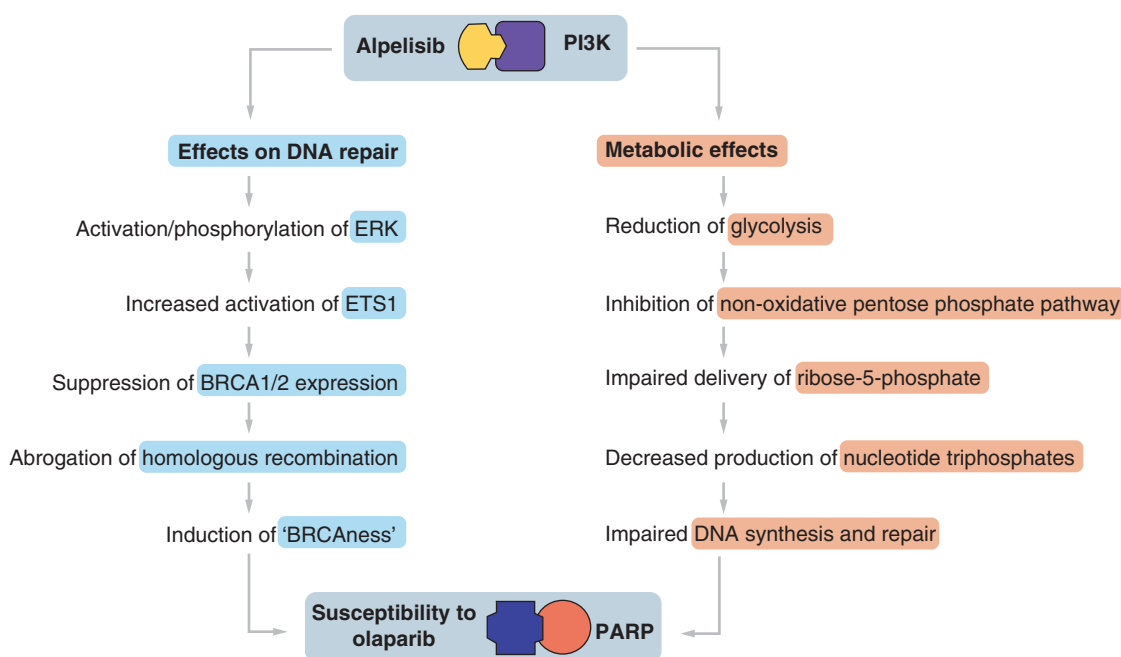 Alpelisib
PI3K
Effects on DNA repair
Activation/phosphorylation of ERK
Increased activation of ETS1
Suppression of BRCA1/2 expression
Abrogation of homologous recombination
Induction of ‘BRCAness’
Metabolic effects
Reduction of glycolysis
Inhibition of non-oxidative pentose phosphate pathway
Impaired delivery of ribose-5-phosphate
Decreased production of nucleotide triphosphates
Impaired DNA synthesis and repair
Susceptibility to
olaparib
PARP